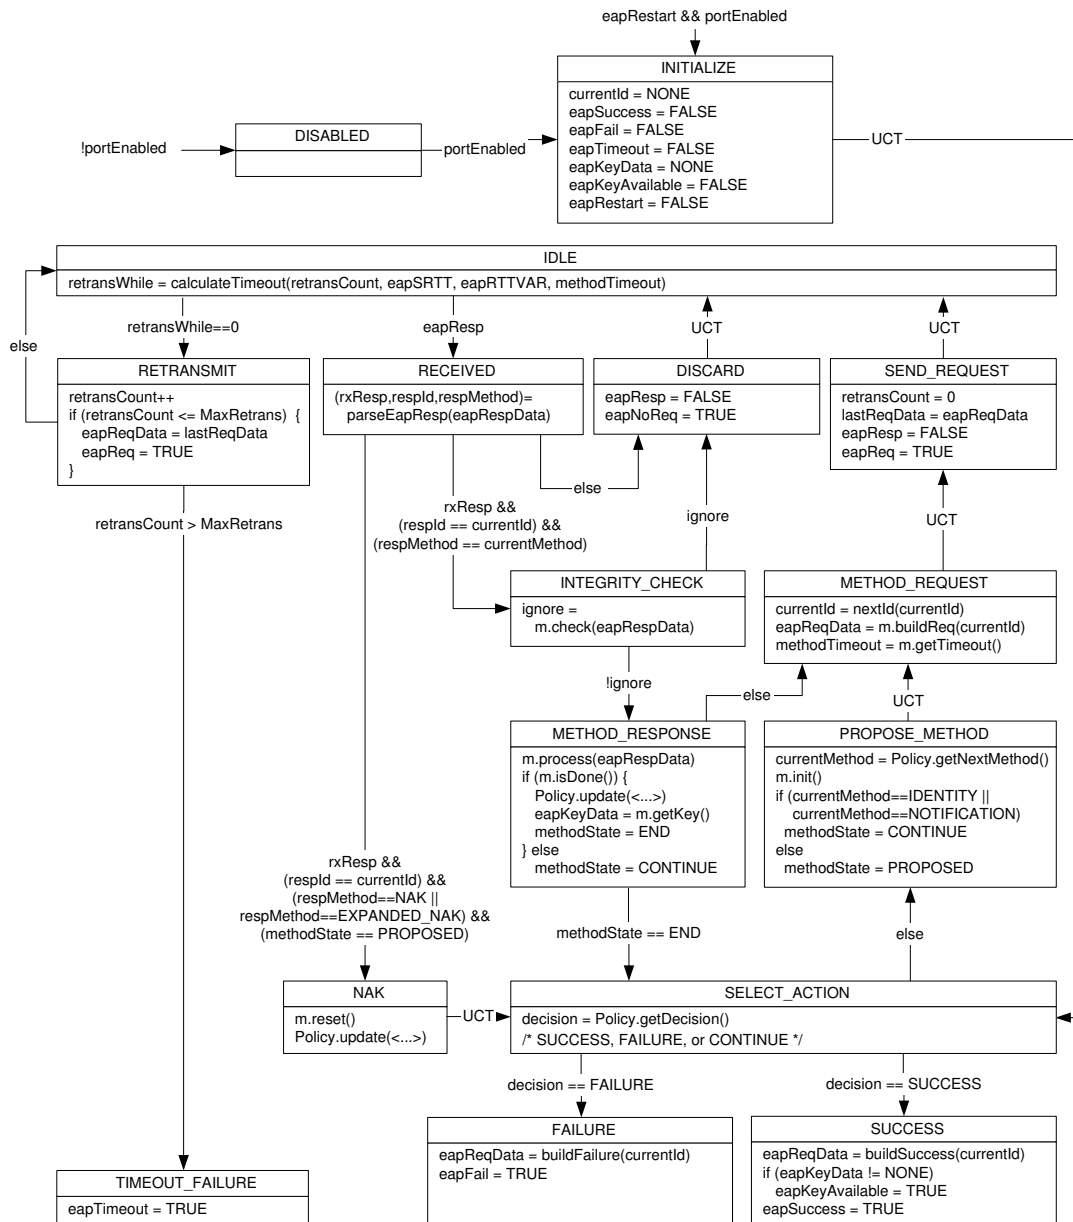 eapRestart && portEnabled
INITIALIZE
currentId = NONE
eapSuccess = FALSE
eapFail = FALSE
eapTimeout = FALSE
eapKeyData = NONE
eapKeyAvailable = FALSE
eapRestart = FALSE
!portEnabled
DISABLED
portEnabled
UCT
IDLE
retransWhile = calculateTimeout(retransCount, eapSRTT, eapRTTVAR, methodTimeout)
else
retransWhile==0
eapResp
UCT
UCT
RETRANSMIT
retransCount++
if (retransCount <= MaxRetrans) {
eapReqData = lastReqData
eapReq = TRUE
}
RECEIVED
(rxResp,respId,respMethod)=
parseEapResp(eapRespData)
DISCARD
eapResp = FALSE
eapNoReq = TRUE
SEND_REQUEST
retransCount = 0
lastReqData = eapReqData
eapResp = FALSE
eapReq = TRUE
else
retransCount > MaxRetrans
rxResp &&
(respId == currentId) &&
(respMethod == currentMethod)
ignore
UCT
INTEGRITY_CHECK
ignore =
m.check(eapRespData)
METHOD_REQUEST
currentId = nextId(currentId)
eapReqData = m.buildReq(currentId)
methodTimeout = m.getTimeout()
!ignore
else
UCT
METHOD_RESPONSE
m.process(eapRespData)
if (m.isDone()) {
Policy.update(<...>)
eapKeyData = m.getKey()
methodState = END
} else
methodState = CONTINUE
PROPOSE_METHOD
currentMethod = Policy.getNextMethod()
m.init()
if (currentMethod==IDENTITY ||
currentMethod==NOTIFICATION)
methodState = CONTINUE
else
methodState = PROPOSED
rxResp &&
(respId == currentId) &&
(respMethod==NAK ||
respMethod==EXPANDED_NAK) &&
(methodState == PROPOSED)
methodState == END
else
NAK
m.reset()
Policy.update(<...>)
UCT
SELECT_ACTION
decision = Policy.getDecision()
/* SUCCESS, FAILURE, or CONTINUE */
decision == FAILURE
decision == SUCCESS
FAILURE
eapReqData = buildFailure(currentId)
eapFail = TRUE
SUCCESS
eapReqData = buildSuccess(currentId)
if (eapKeyData != NONE)
eapKeyAvailable = TRUE
eapSuccess = TRUE
TIMEOUT_FAILURE
eapTimeout = TRUE